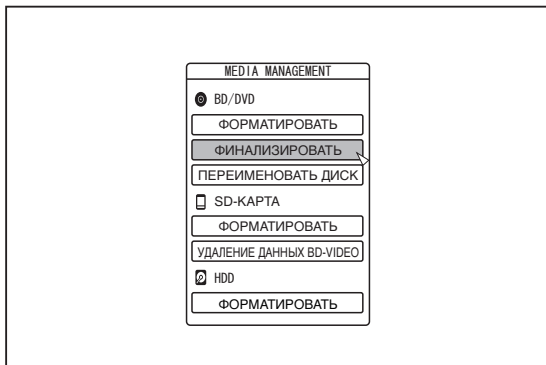 MEDIA MANAGEMENT
BD/DVD
ФОРМАТИРОВАТЬ
ФИНАЛИЗИРОВАТЬ
ПЕРЕИМЕНОВАТЬ ДИСК
SD-КАРТА
ФОРМАТИРОВАТЬ
УДАЛЕНИЕ ДАННЫХ BD-VIDEO
HDD
ФОРМАТИРОВАТЬ